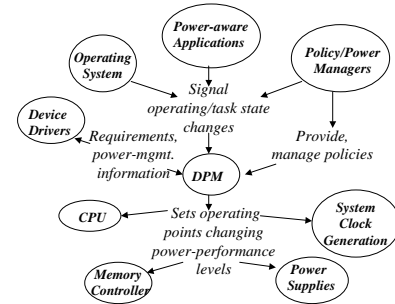 Power-aware
Applications
Operating
System
Policy/Power
Managers
Signal
operating/task state
changes
Device
Drivers
Requirements,
power-mgmt.
information
Provide,
manage policies
DPM
CPU
Sets operating
points changing
power-performance
levels
System
Clock
Generation
Memory
Controller
Power
Supplies